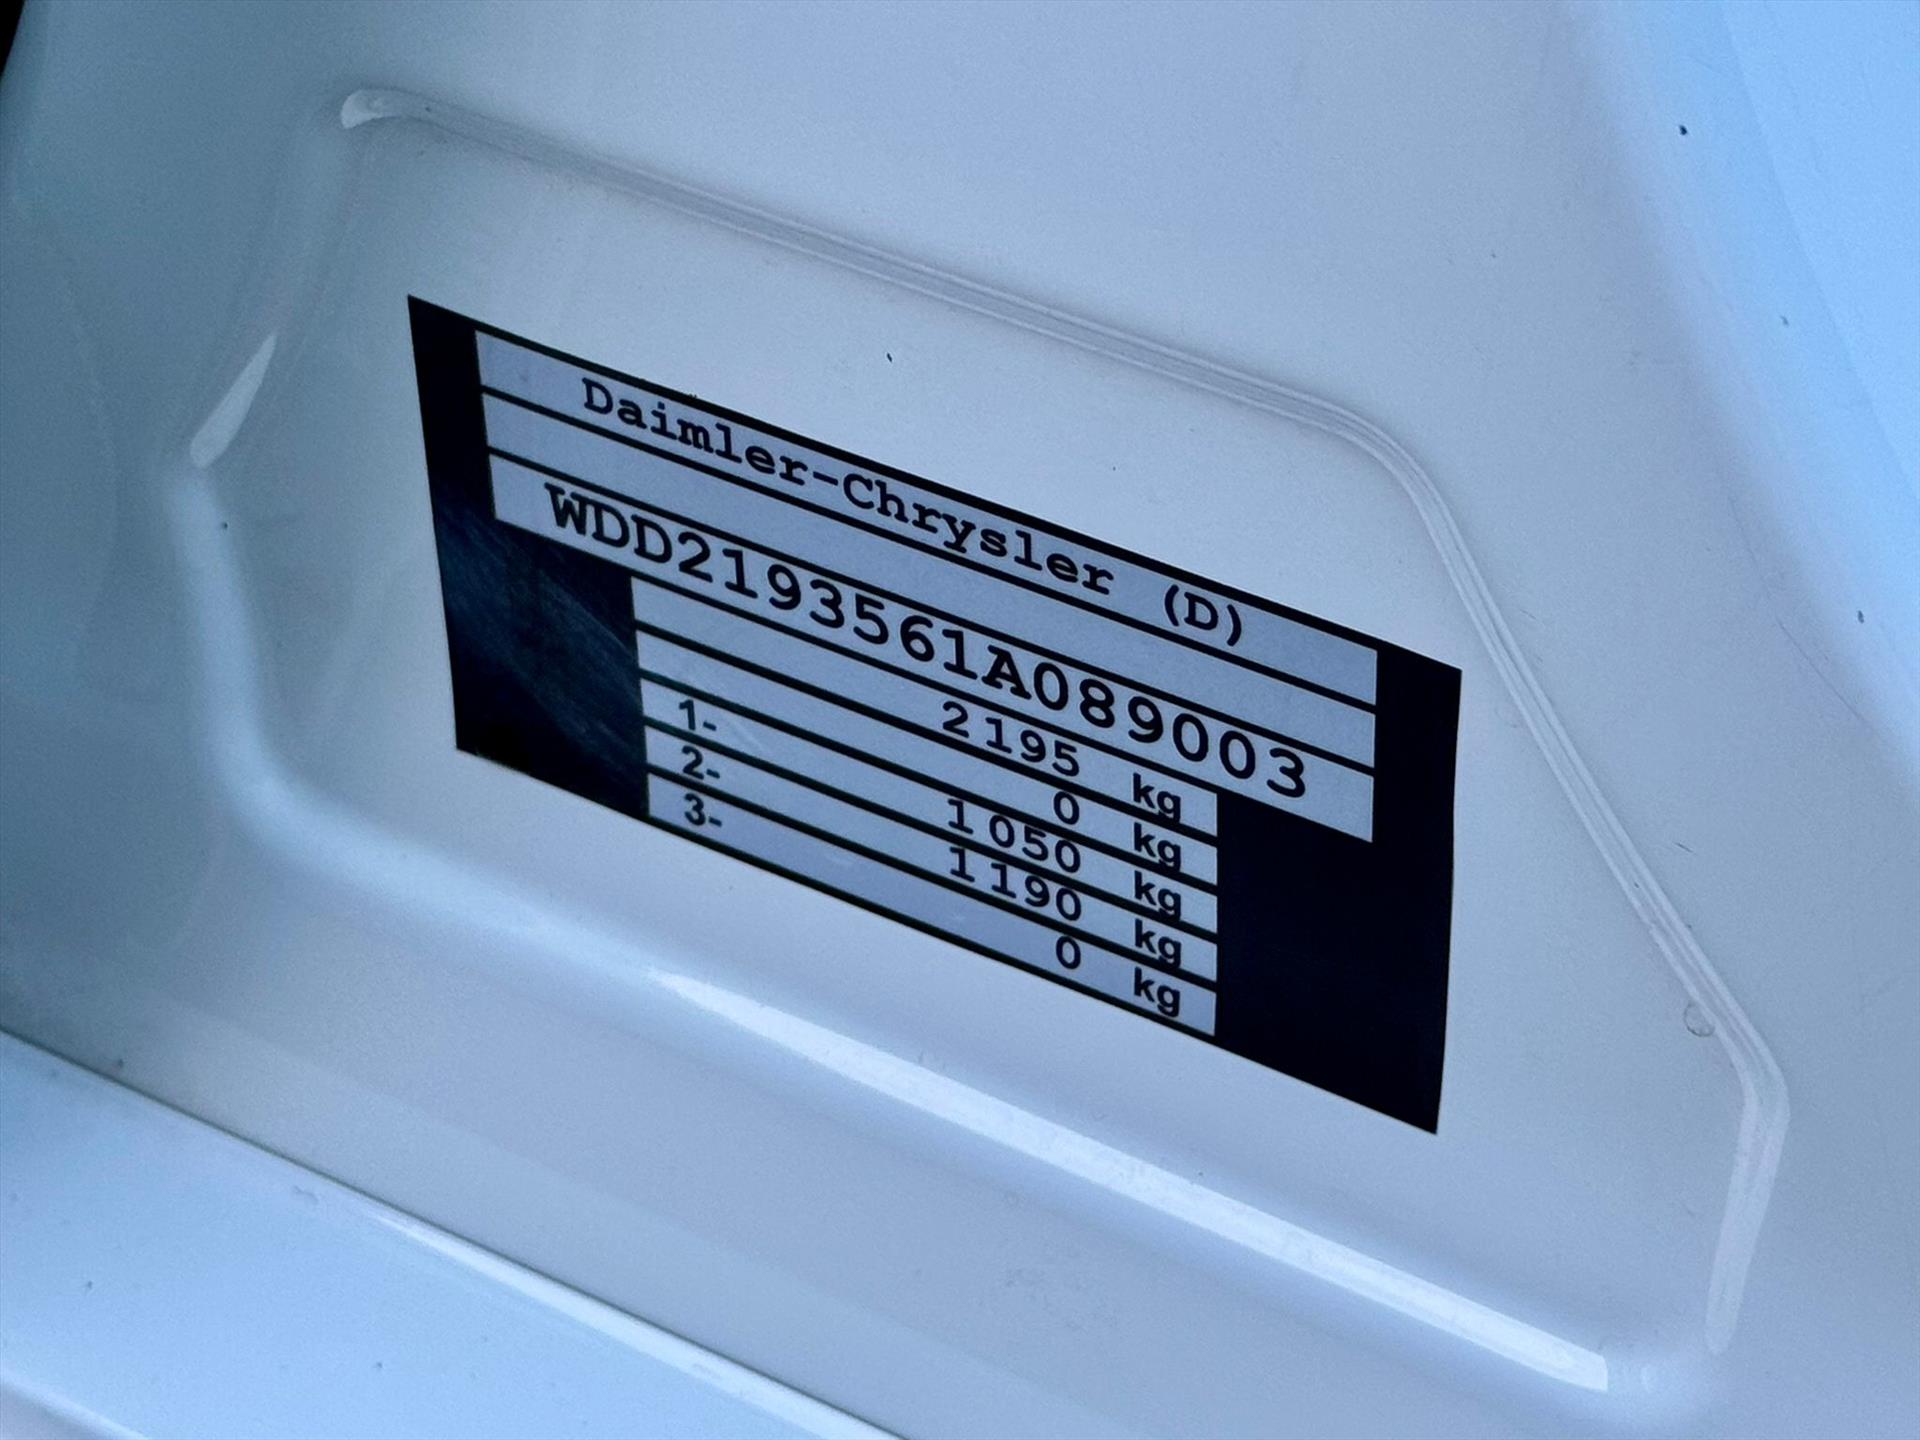 Daimler-Chrysler (D)
WDD2193561A089003
2195 kg
0 kg
1- 1050 kg
2- 1190 kg
3- 0 kg